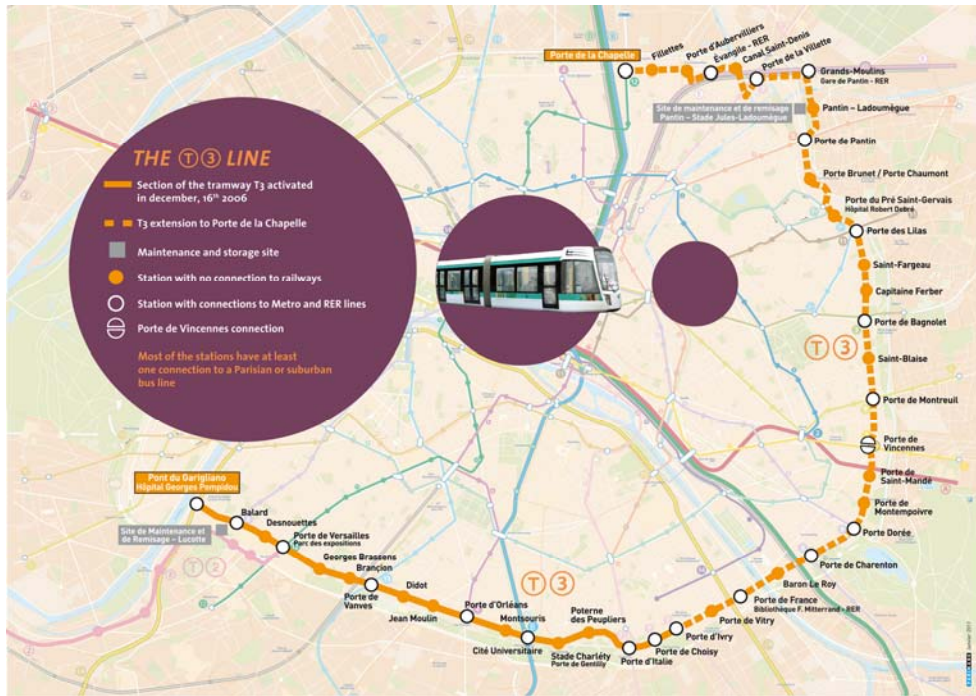 THE T 3 LINE
Section of the tramway T3 activated
in december, 16th 2006
T3 extension to Porte de la Chapelle
Maintenance and storage site
Station with no connection to railways
Station with connections to Metro and RER lines
Porte de Vincennes connection
Most of the stations have at least
one connection to a Parisian or suburban
bus line
Porte de la Chapelle
Fillettes
Porte d'Aubervilliers
Évangile - RER
Canal Saint-Denis
Porte de la Villette
Grands-Moulins
Gare de Pantin - RER
Site de maintenance et de remisage
Pantin – Stade Jules-Ladoumègue
Pantin – Ladoumègue
Porte de Pantin
Porte Brunet / Porte Chaumont
Porte du Pré Saint-Gervais
Hôpital Robert Debré
Porte des Lilas
Saint-Fargeau
Capitaine Ferber
Porte de Bagnolet
T 3
Saint-Blaise
Porte de Montreuil
Porte de
Vincennes
Porte de
Saint-Mandé
Porte de
Montempoivre
Porte Dorée
Porte de Charenton
Baron Le Roy
Porte de France
Bibliothèque F. Mitterrand - RER
Porte de Vitry
Porte d'Ivry
Porte de Choisy
Porte d'Italie
Poterne
des Peupliers
Stade Charléty
Porte de Gentilly
T 3
Cité Universitaire
Montsouris
Porte d'Orléans
Jean Moulin
Didot
Porte de
Vanves
Brancion
Georges Brassens
Porte de Versailles
Parc des expositions
Desnouettes
Balard
Pont du Garigliano
Hôpital Georges Pompidou
Site de Maintenance et
de Remisage – Lucotte
T 2